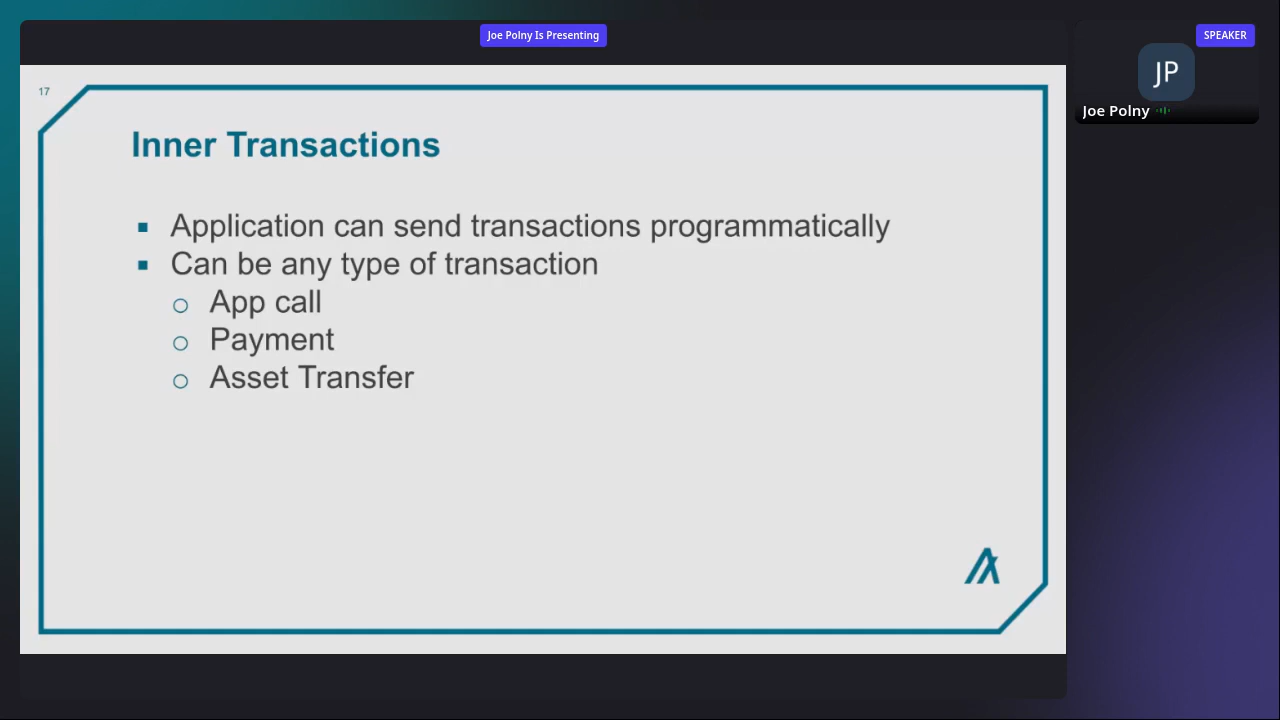 Joe Polny Is Presenting
SPEAKER
JP
Joe Polny
17
Inner Transactions
▪ Application can send transactions programmatically
▪ Can be any type of transaction
o App call
o Payment
o Asset Transfer